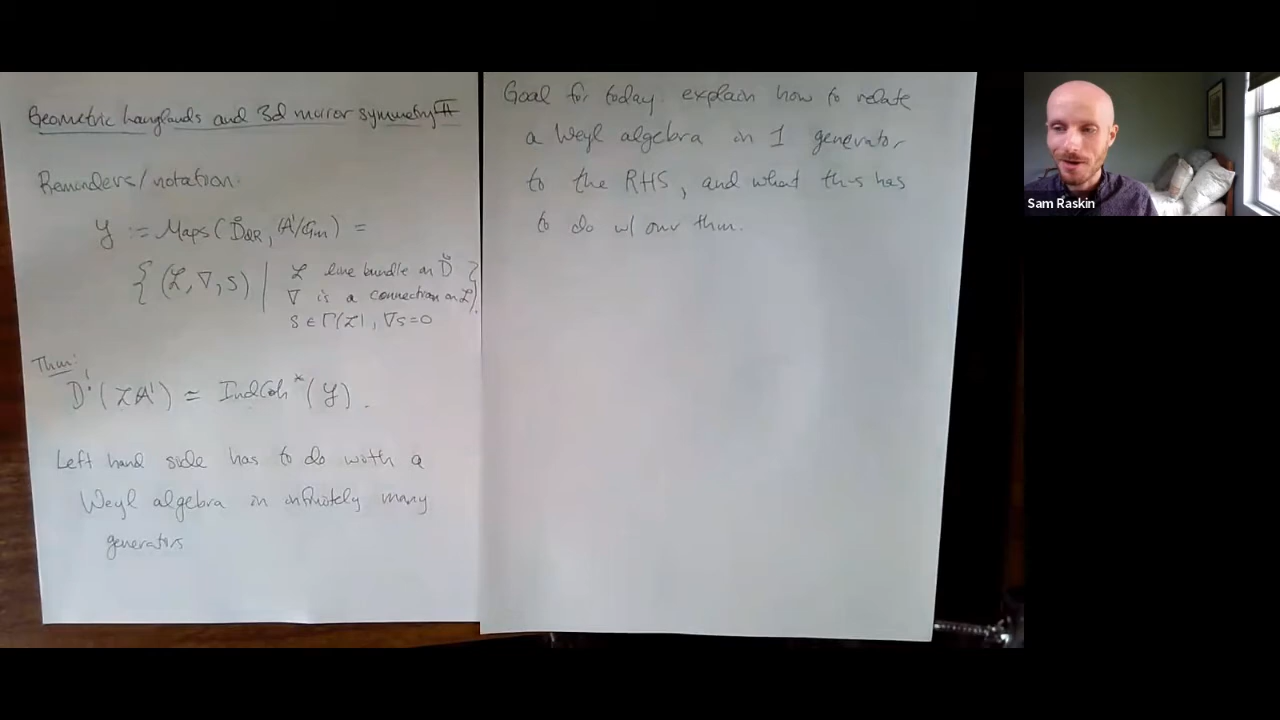 Geometric Langlands and 3d mirror symmetry II
Reminders/notation.
Y := Maps(D̊_dR, A¹/G_m) =
{ (ℒ, ∇, s) | ℒ line bundle on D̊
∇ is a connection on ℒ }.
s ∈ Γ(ℒ), ∇s=0
Thm:
D^!(ℒA¹) ≃ IndCoh^*(Y).
Left hand side has to do with a
Weyl algebra in infinitely many
generators
Goal for today. explain how to relate
a Weyl algebra in 1 generator
to the RHS, and what this has
to do w/ our thm.
Sam Raskin